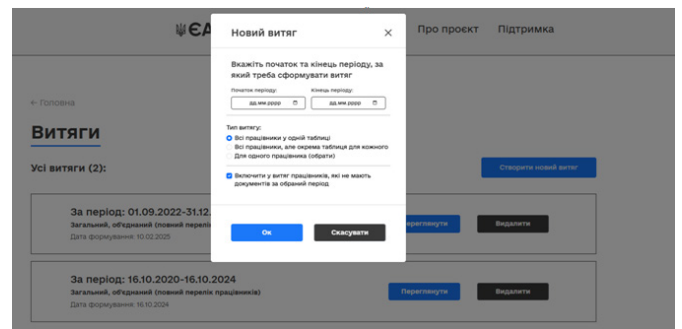 ЄД
Про проєкт
Підтримка
Новий витяг
Вкажіть початок та кінець періоду, за
який треба сформувати витяг
Початок періоду:
Кінець періоду:
дд.мм.рррр
дд.мм.рррр
Тип витягу:
Всі працівники у одній таблиці
Всі працівники, але окрема таблиця для кожного
Для одного працівника (обрати)
Включити у витяг працівників, які не мають
документів за обраний період
Ок
Скасувати
← Головна
Витяги
Усі витяги (2):
Створити новий витяг
За період: 01.09.2022-31.12.
Загальний, об'єднаний (повний перелік
Дата формування: 10.02.2025
Переглянути
Видалити
За період: 16.10.2020-16.10.2024
Загальний, об'єднаний (повний перелік працівників)
Дата формування: 16.10.2024
Переглянути
Видалити